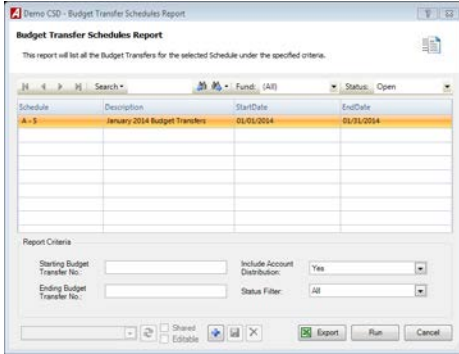 Demo CSD - Budget Transfer Schedules Report
Budget Transfer Schedules Report
This report will list all the Budget Transfers for the selected Schedule under the specified criteria.
Search Fund: (All) Status: Open
Schedule Description StartDate EndDate
A - S January 2014 Budget Transfers 01/01/2014 01/31/2014
Report Criteria
Starting Budget Transfer No.: Include Account Distribution: Yes
Ending Budget Transfer No.: Status Filter: All
Shared
Editable
Export Run Cancel